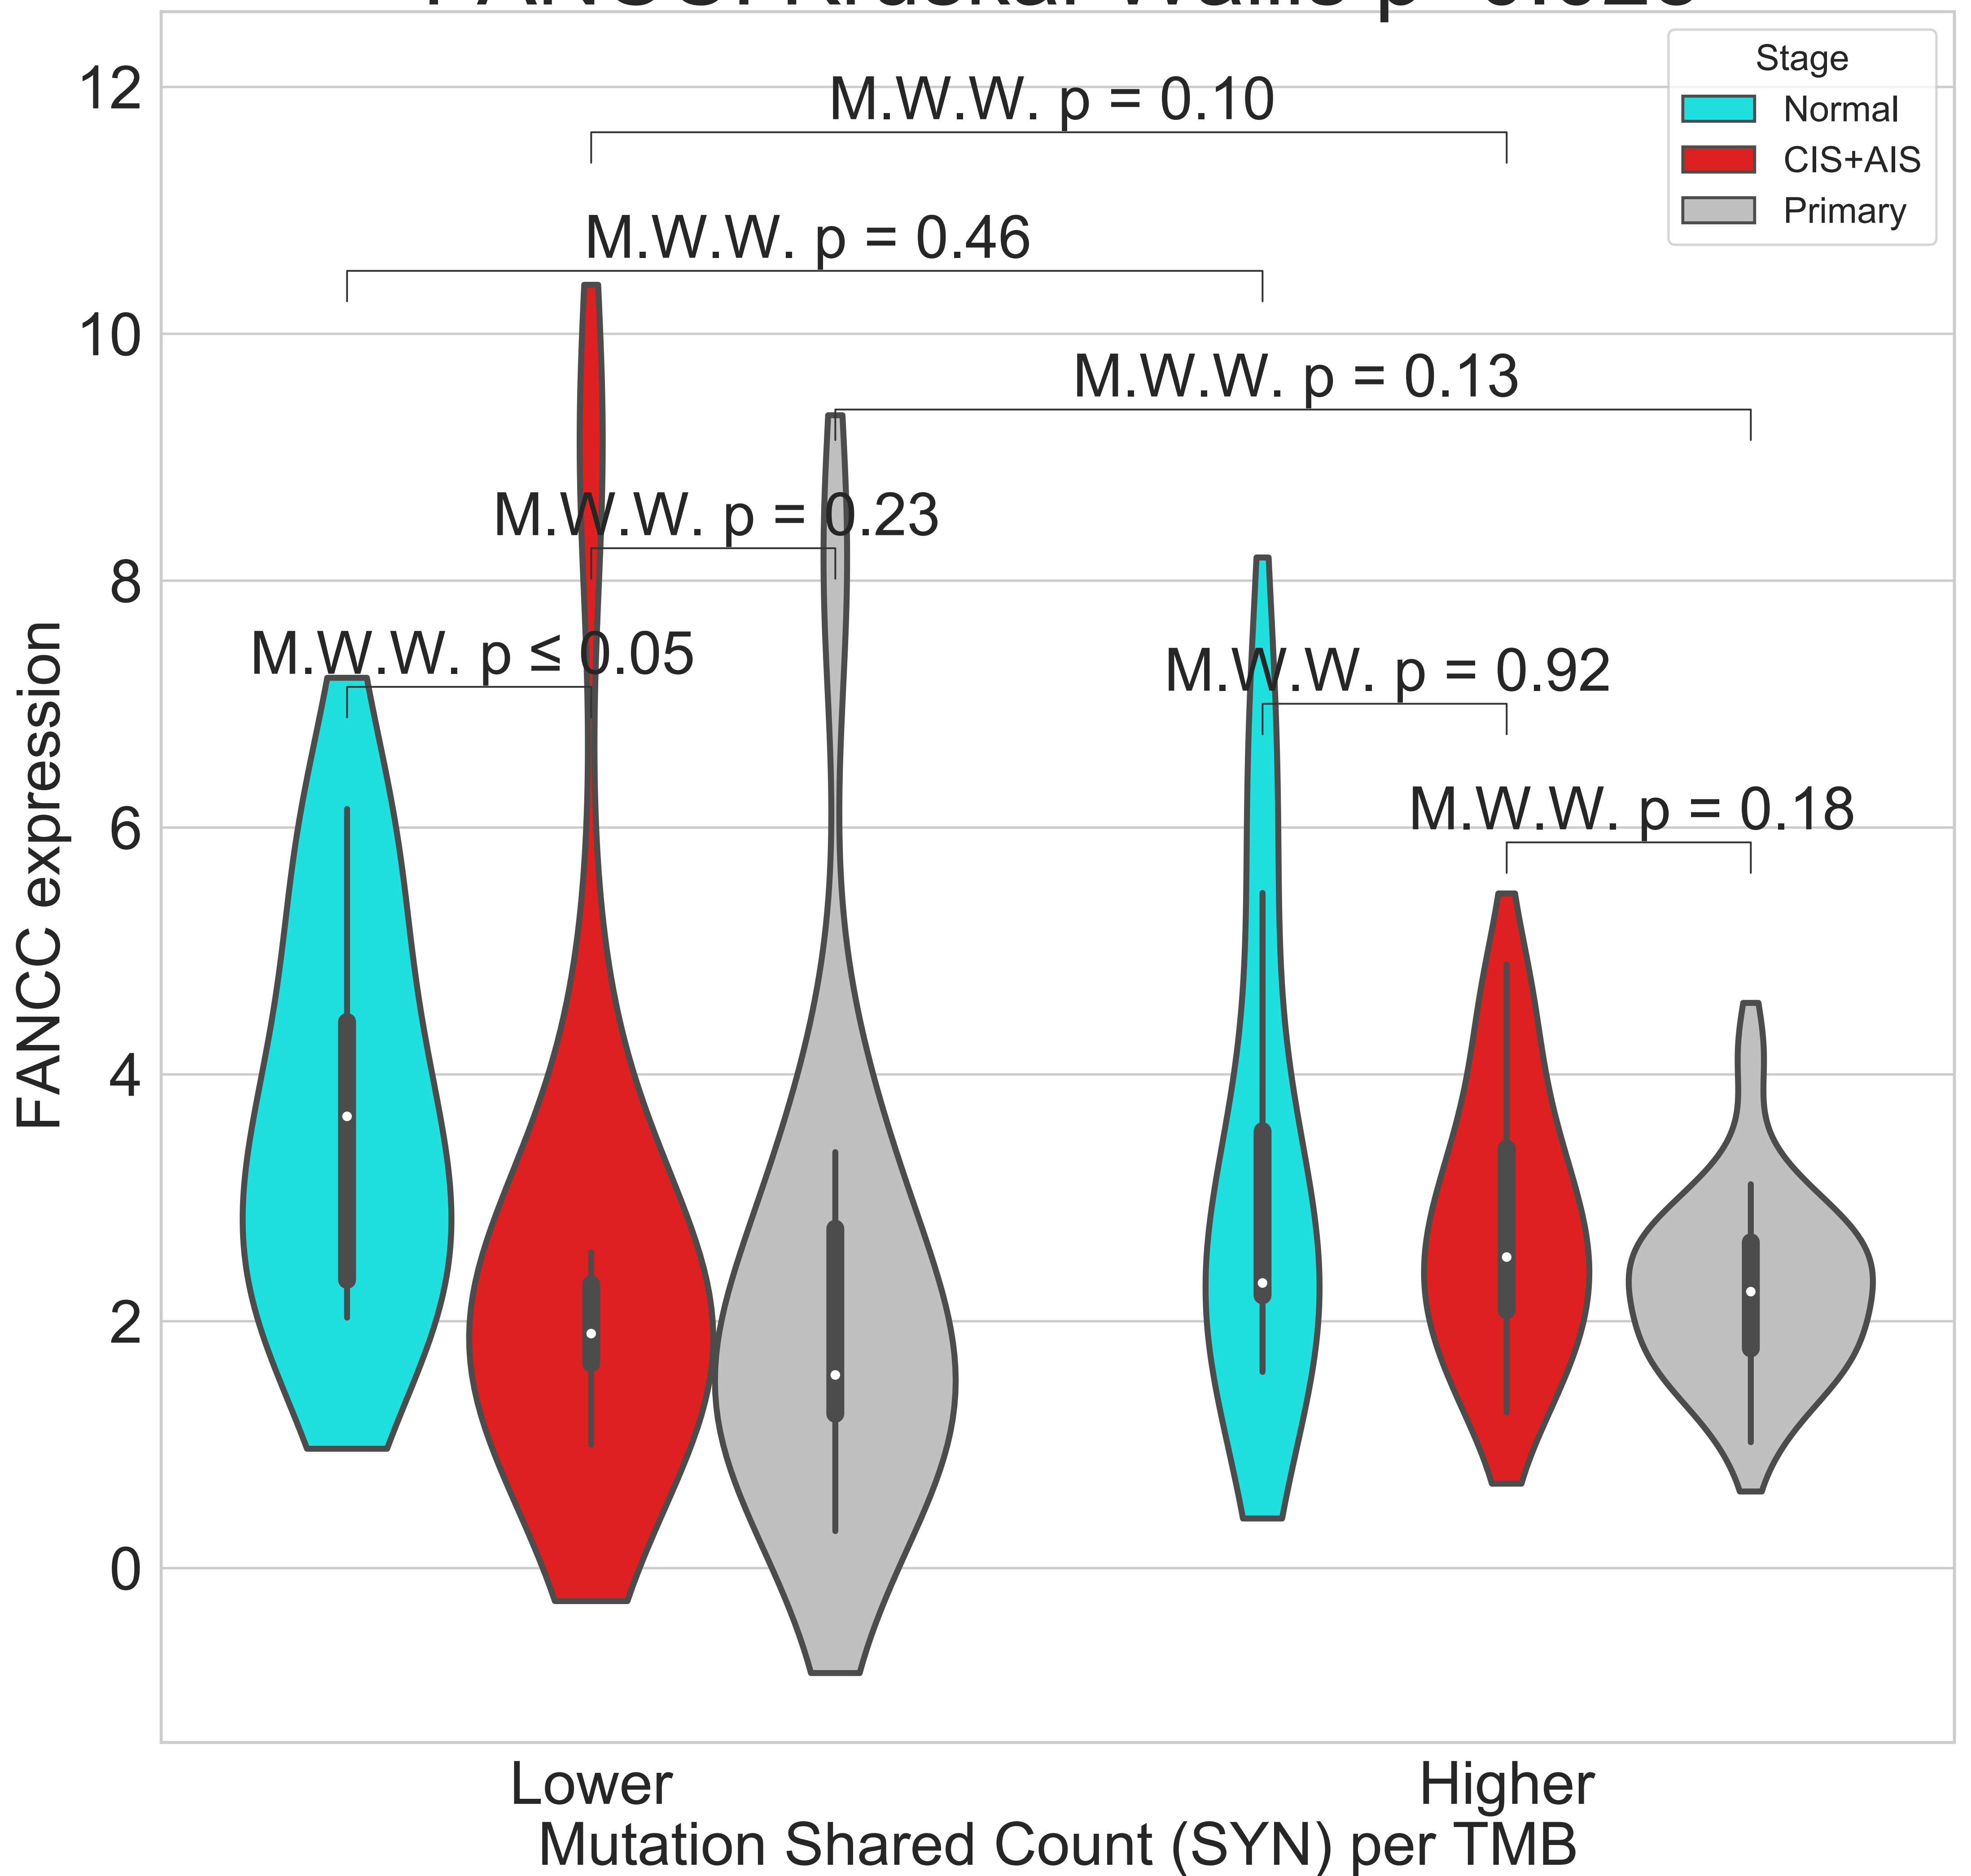 Stage
Normal
CIS+AIS
Primary
12
10
8
6
4
2
0
FANCC expression
M.W.W. p = 0.10
M.W.W. p = 0.46
M.W.W. p = 0.13
M.W.W. p = 0.23
M.W.W. p ≤ 0.05
M.W.W. p = 0.92
M.W.W. p = 0.18
Lower
Higher
Mutation Shared Count (SYN) per TMB